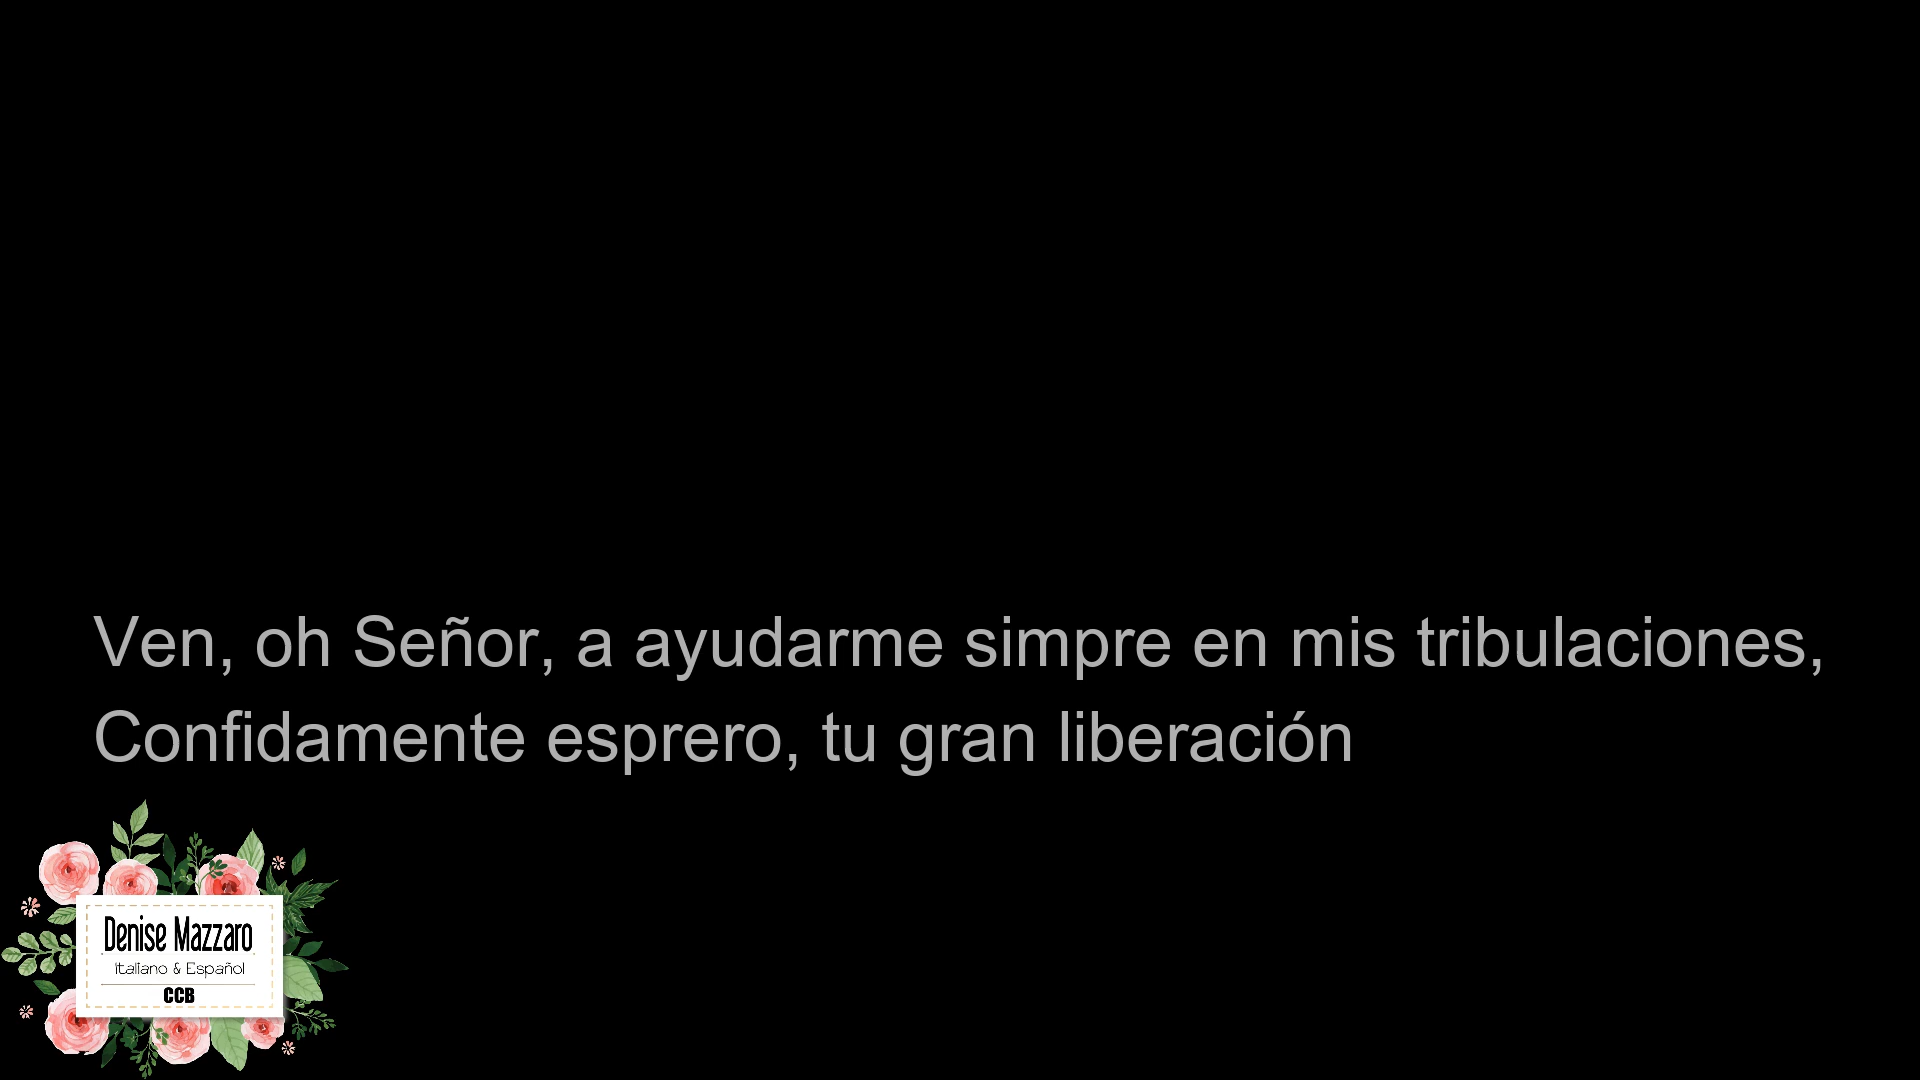 Ven, oh Señor, a ayudarme simpre en mis tribulaciones,
Confidamente esprero, tu gran liberación
Denise Mazzaro
Italiano & Español
CCB